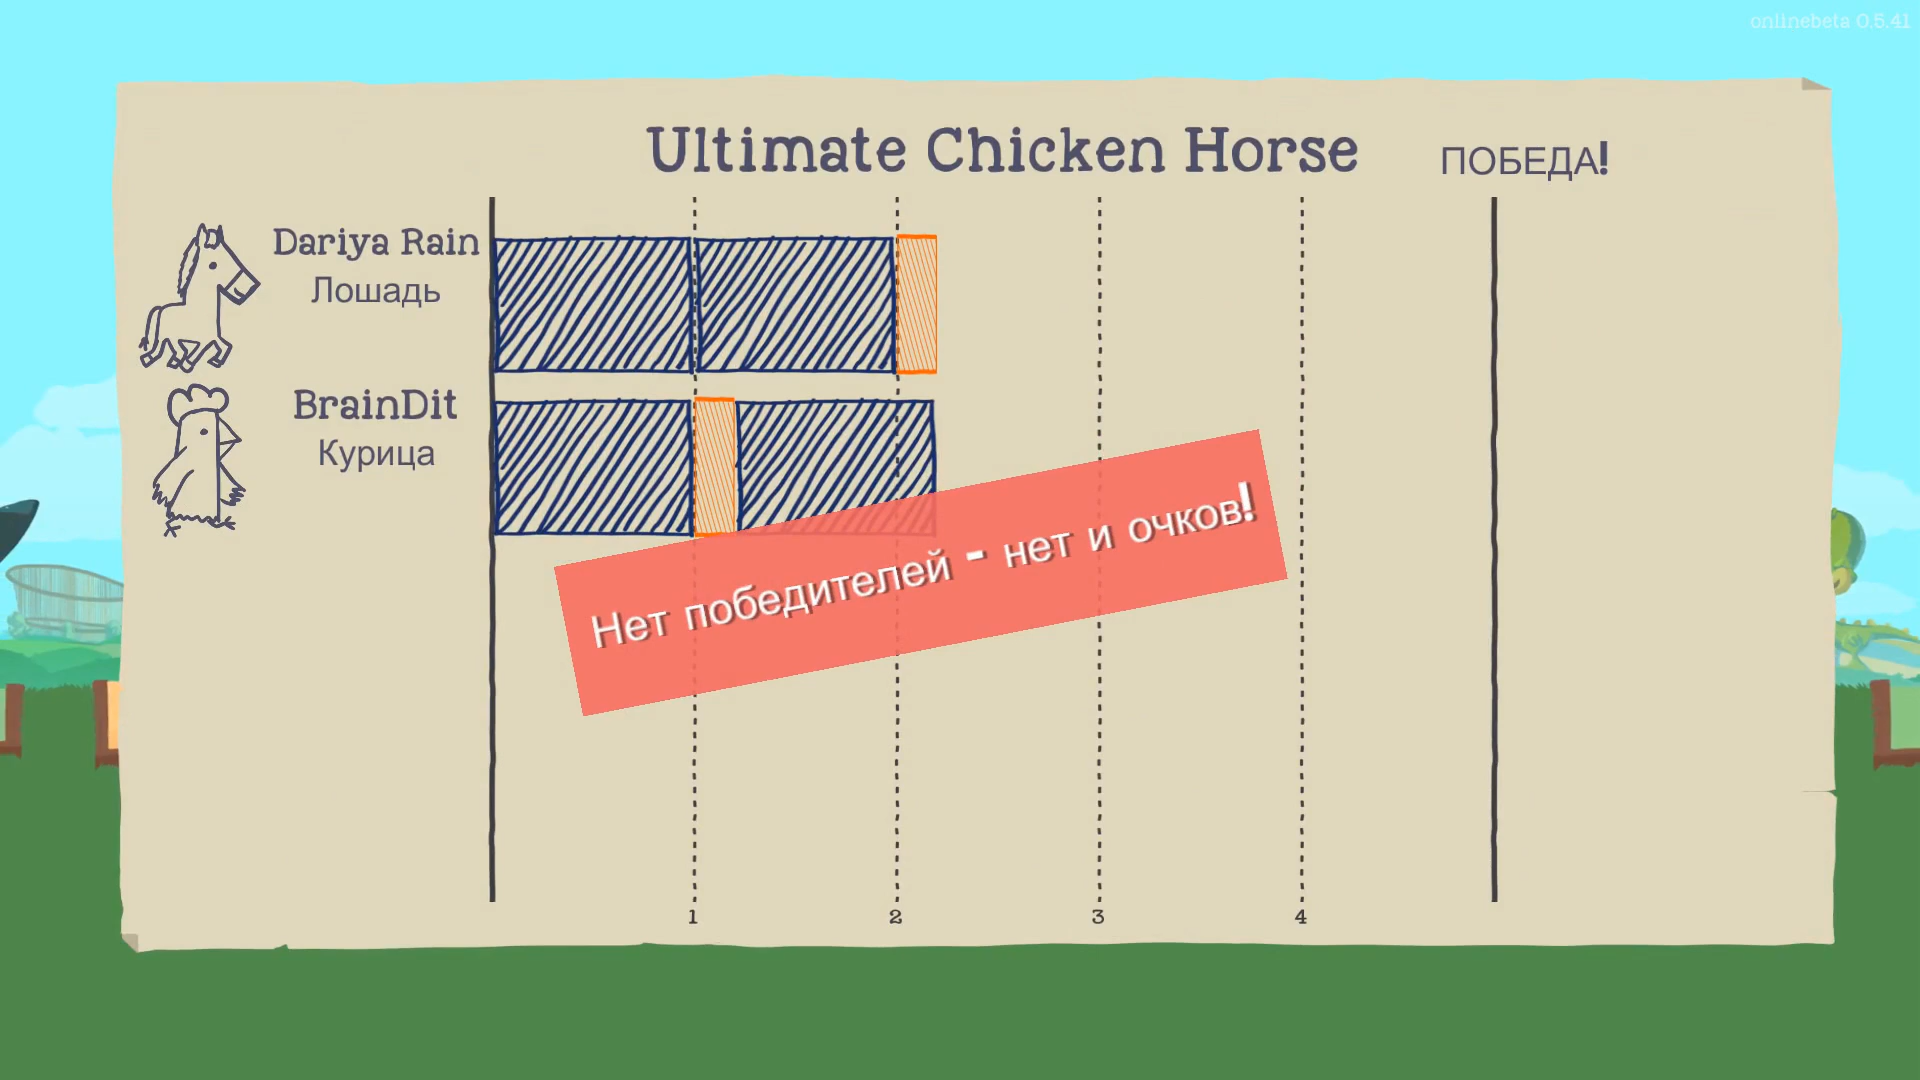 onlinebeta 0.5.41
Ultimate Chicken Horse
ПОБЕДА!
Dariya Rain
Лошадь
BrainDit
Курица
Нет победителей - нет и очков!
1 2 3 4